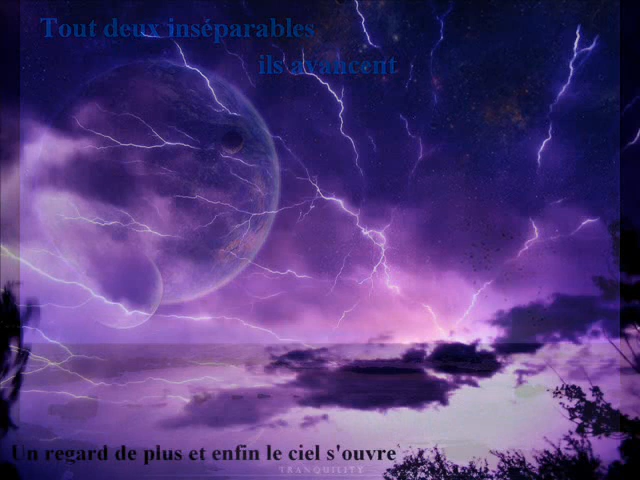 Tout deux inséparables
ils avancent
Un regard de plus et enfin le ciel s'ouvre
TRANQUILITY